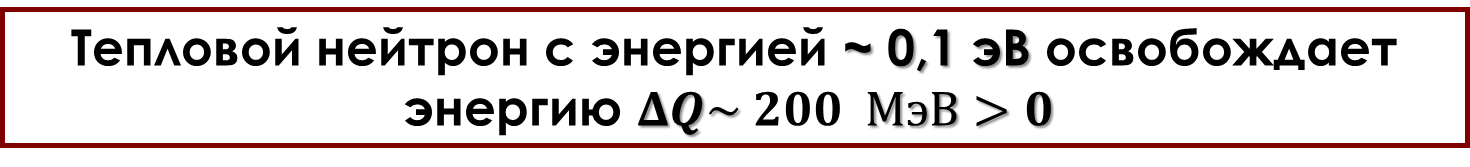 Тепловой нейтрон с энергией ~ 0,1 эВ освобождает
энергию ΔQ~ 200 МэВ > 0